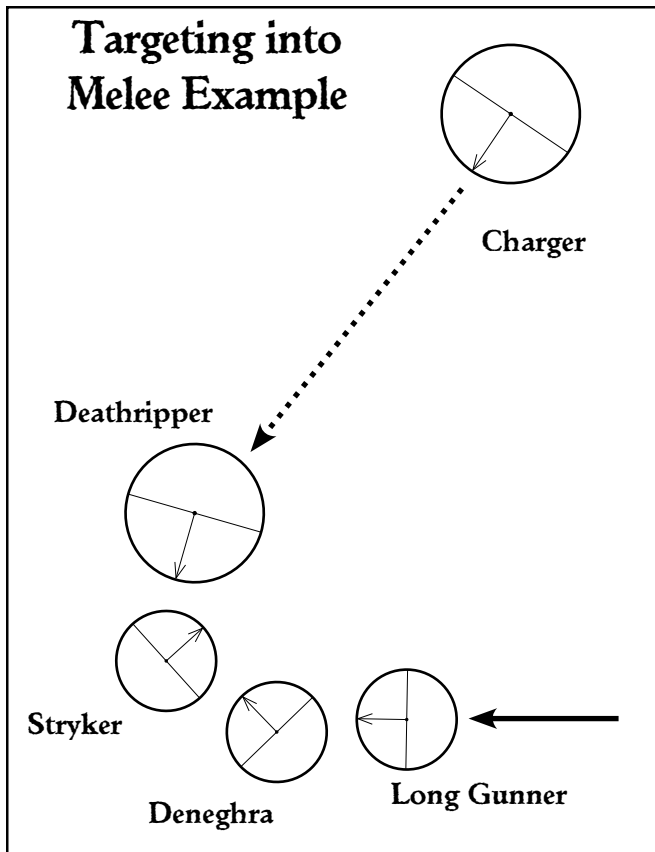 Targeting into
Melee Example
Charger
Deathripper
Stryker
Deneghra
Long Gunner